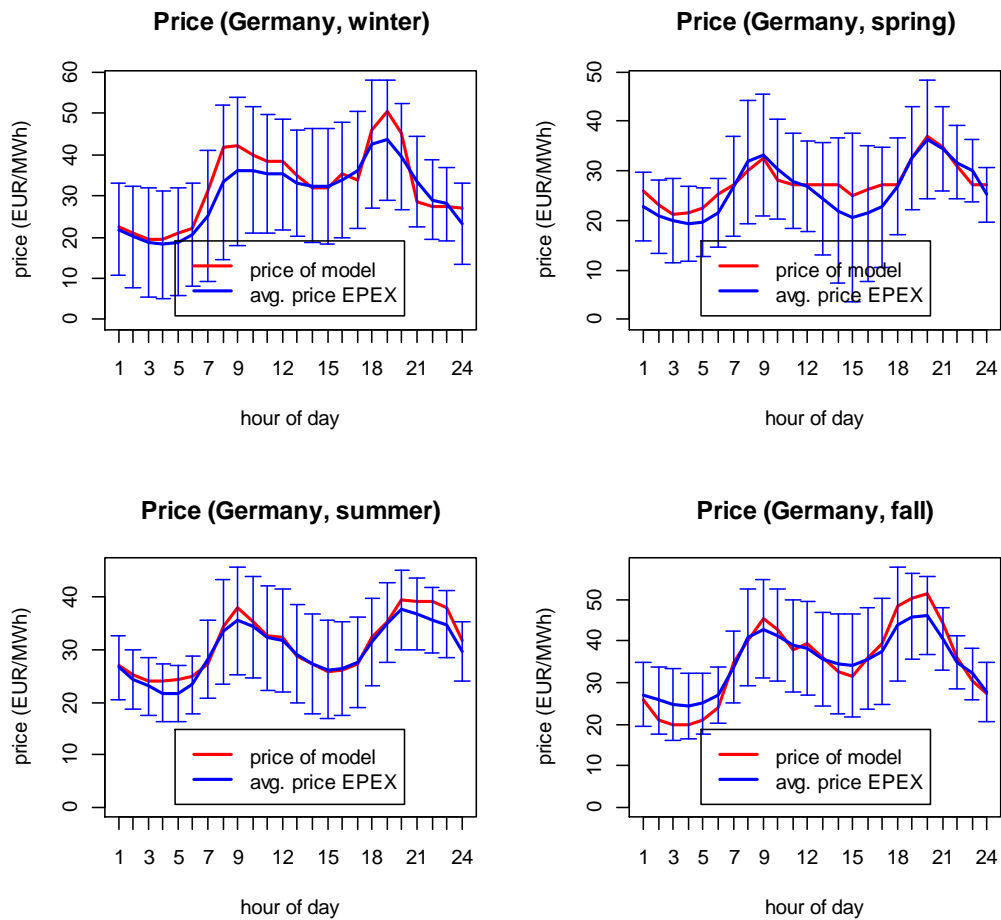 Price (Germany, winter)
price (EUR/MWh)
0 10 20 30 40 50 60
price of model
avg. price EPEX
1 3 5 7 9 12 15 18 21 24
hour of day
Price (Germany, spring)
price (EUR/MWh)
0 10 20 30 40 50
price of model
avg. price EPEX
1 3 5 7 9 12 15 18 21 24
hour of day
Price (Germany, summer)
price (EUR/MWh)
0 10 20 30 40
price of model
avg. price EPEX
1 3 5 7 9 12 15 18 21 24
hour of day
Price (Germany, fall)
price (EUR/MWh)
0 10 20 30 40 50
price of model
avg. price EPEX
1 3 5 7 9 12 15 18 21 24
hour of day